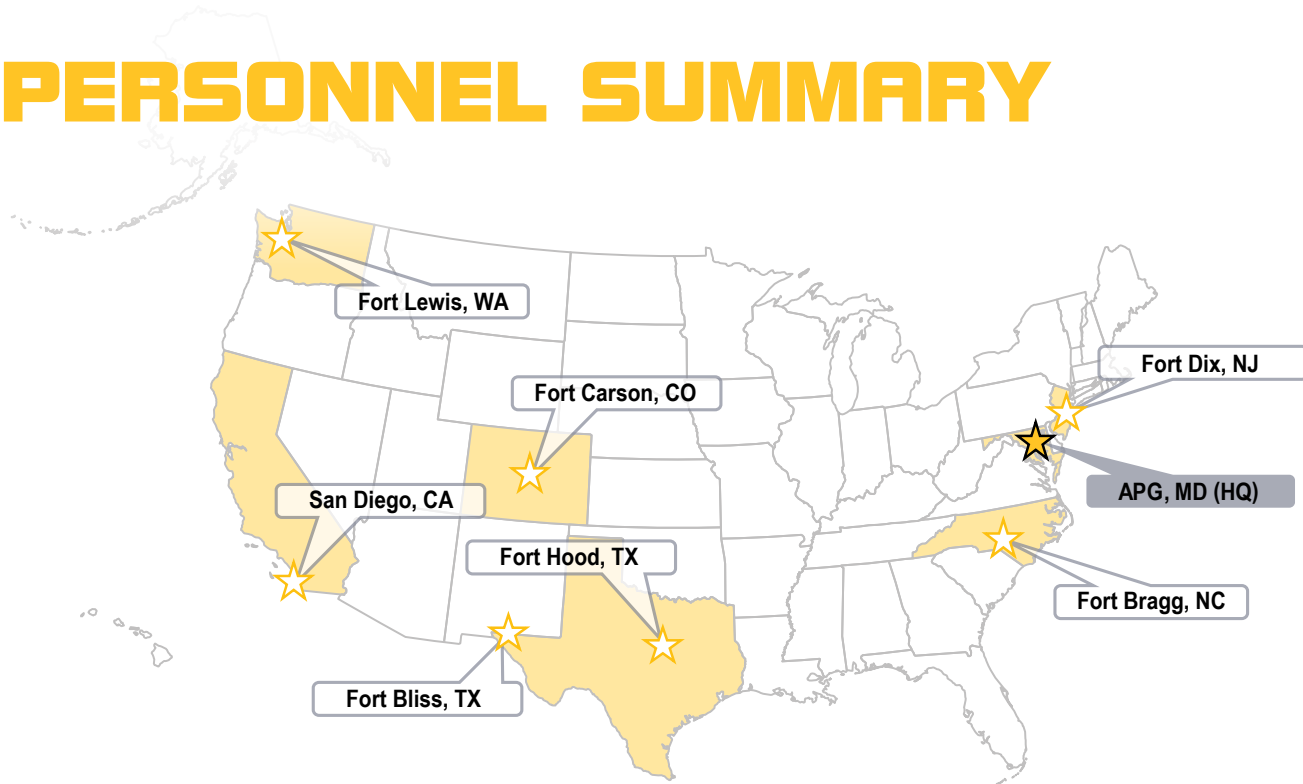 PERSONNEL SUMMARY
Fort Lewis, WA
Fort Dix, NJ
Fort Carson, CO
APG, MD (HQ)
San Diego, CA
Fort Hood, TX
Fort Bragg, NC
Fort Bliss, TX